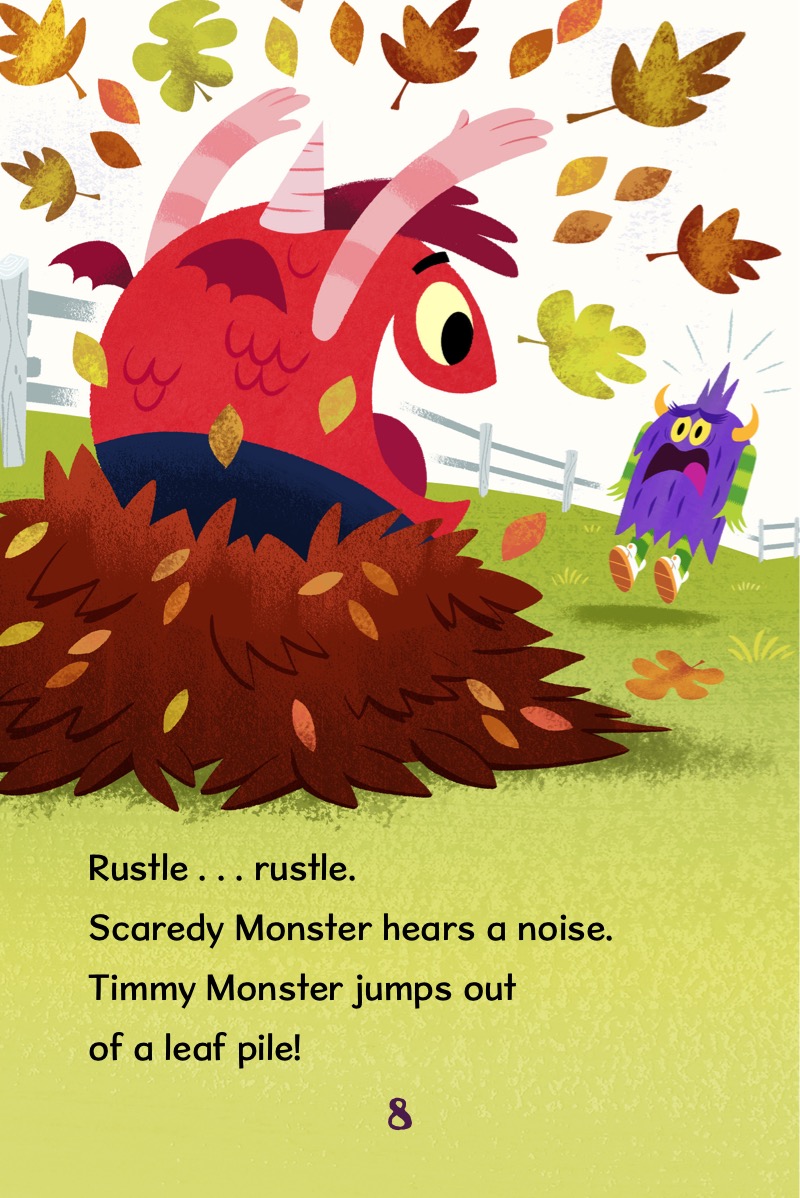 Rustle . . . rustle.
Scaredy Monster hears a noise.
Timmy Monster jumps out
of a leaf pile!
8